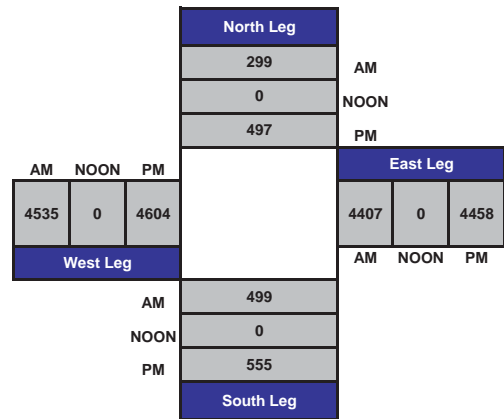 North Leg
299 AM
0 NOON
497 PM
AM NOON PM
East Leg
4535 0 4604
4407 0 4458
West Leg
AM NOON PM
AM 499
NOON 0
PM 555
South Leg